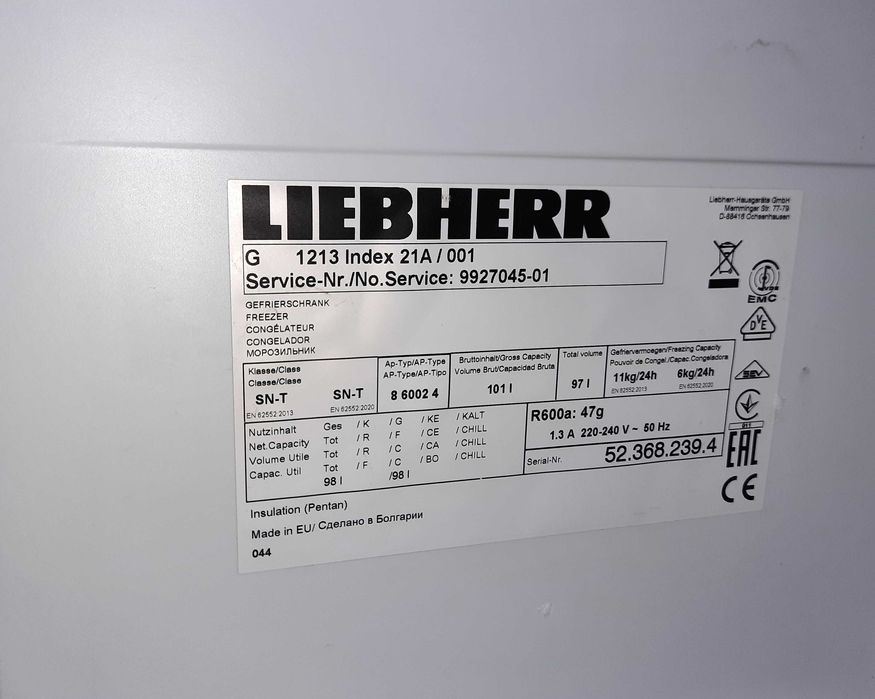 LIEBHERR
Liebherr-Hausgeräte GmbH
Memminger Str. 77-79
D-88416 Ochsenhausen
G 1213 Index 21A / 001
Service-Nr./No.Service: 9927045-01
GEFRIERSCHRANK
FREEZER
CONGÉLATEUR
CONGELADOR
МОРОЗИЛЬНИК
EMC
DVE
SEV
011
EAC
CE
Klasse/Class
Classe/Clase
SN-T SN-T
EN 62552:2013 EN 62552:2020
Ap-Typ/AP-Type
AP-Type/AP-Tipo
8 6002 4
Bruttoinhalt/Gross Capacity
Volume Brut/Capacidad Bruta
101 l
Total volume
97 l
Gefriervermoegen/Freezing Capacity
Pouvoir de Congel./Capac.Congeladora
11kg/24h 6kg/24h
EN 62552:2013 EN 62552:2020
Nutzinhalt Ges / K / G / KE / KALT
Net.Capacity Tot / R / F / CE / CHILL
Volume Utile Tot / R / C / CA / CHILL
Capac. Util Tot / F / C / BO / CHILL
98 l /98 l
R600a: 47g
1.3 A 220-240 V ~ 50 Hz
Serial-Nr. 52.368.239.4
Insulation (Pentan)
Made in EU/ Сделано в Болгарии
044